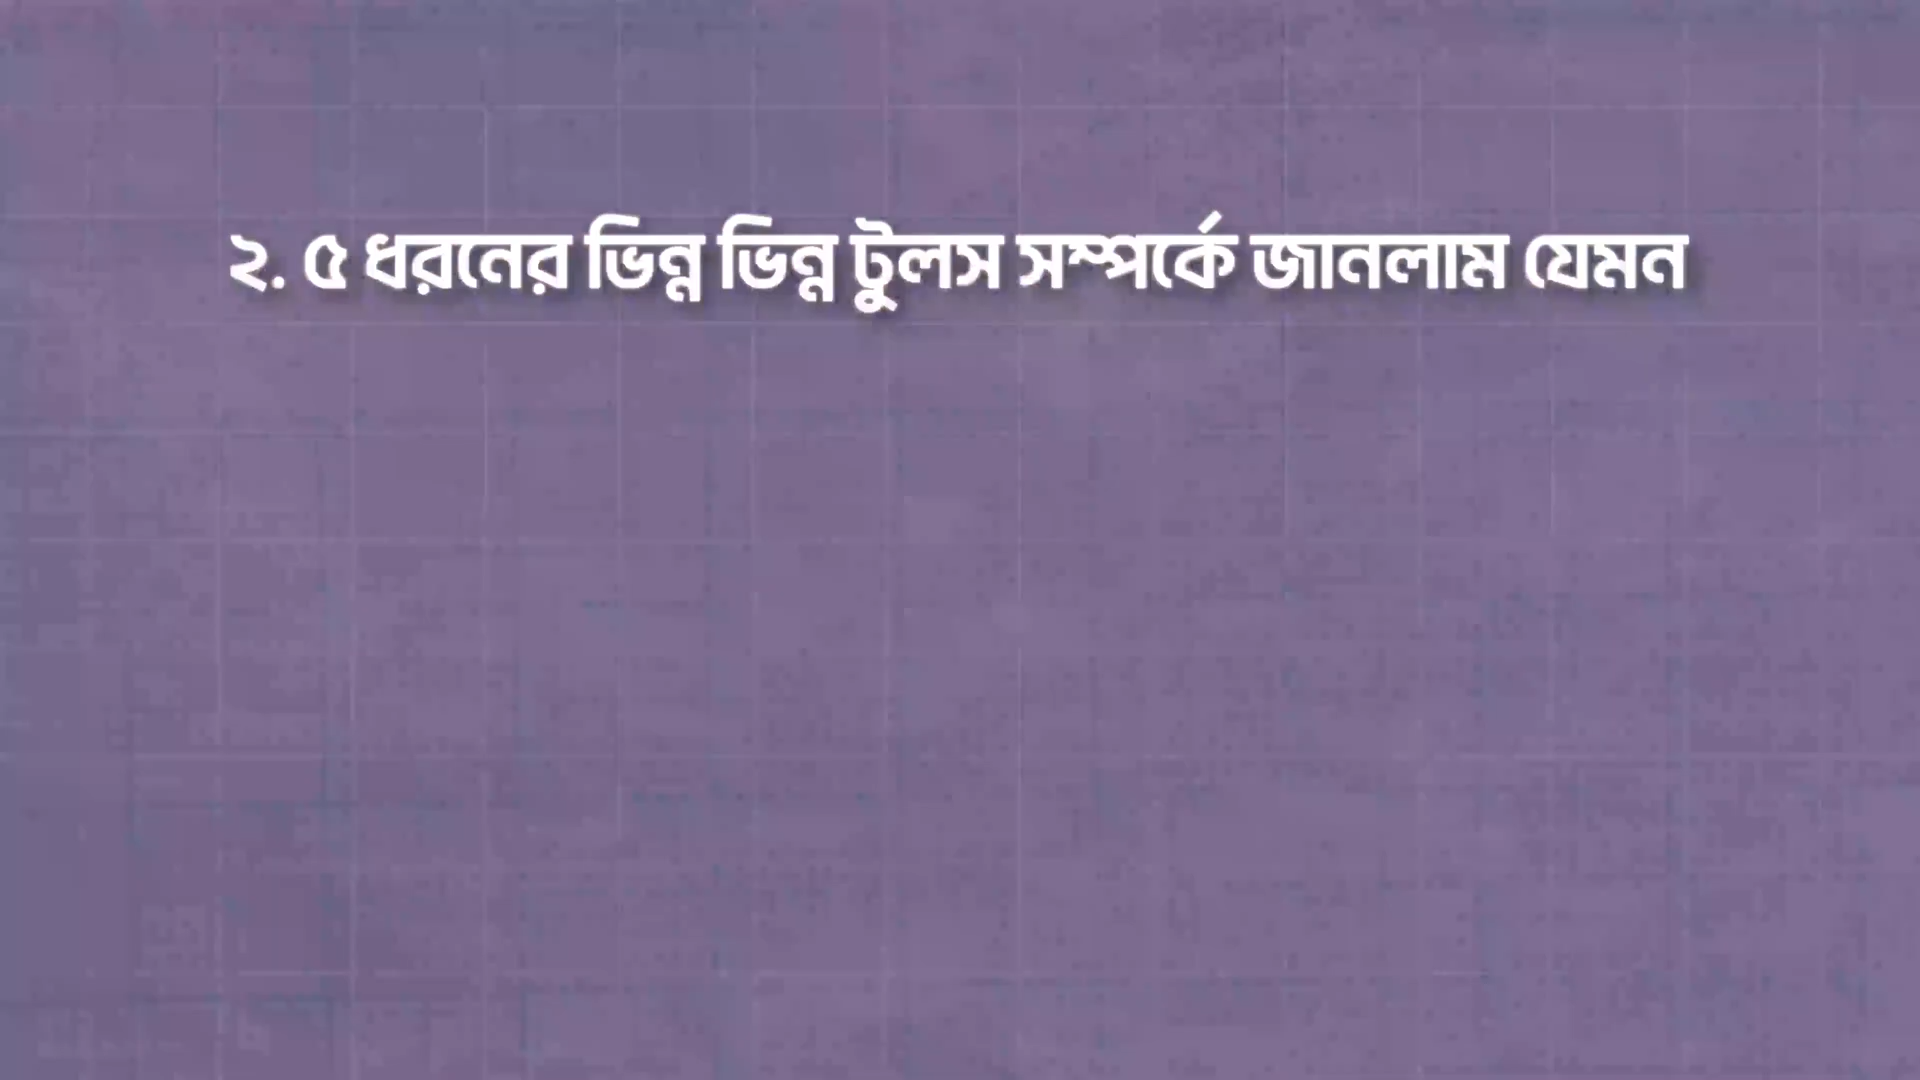 ২. ৫ ধরনের ভিন্ন ভিন্ন টুলস সম্পর্কে জানলাম যেমন